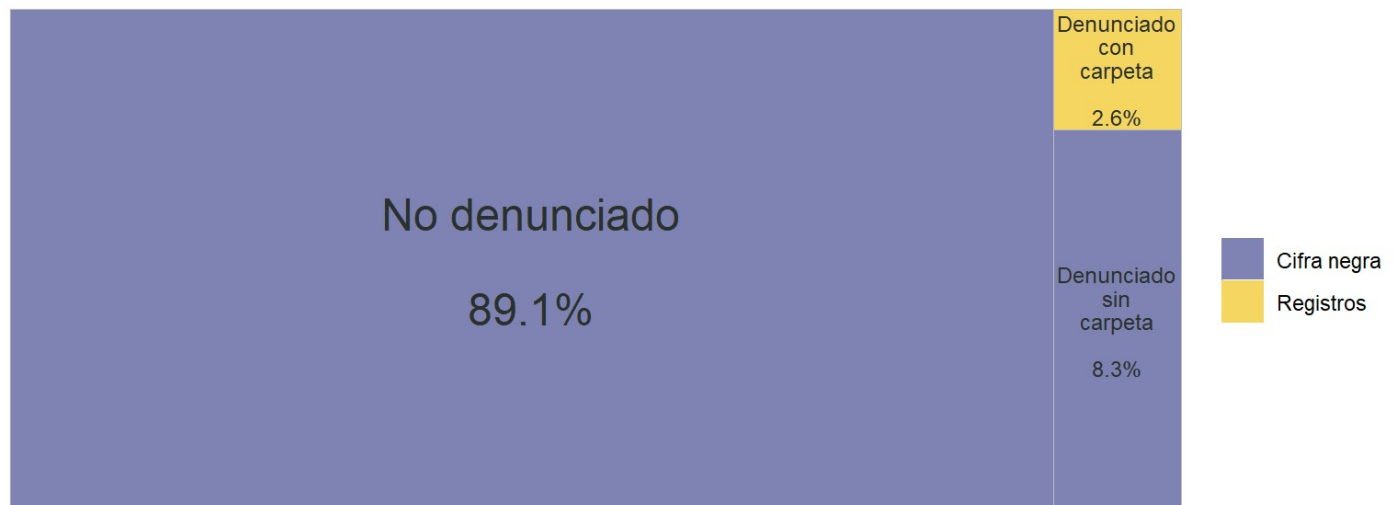 No denunciado
89.1%
Denunciado
con
carpeta
2.6%
Denunciado
sin
carpeta
8.3%
Cifra negra
Registros